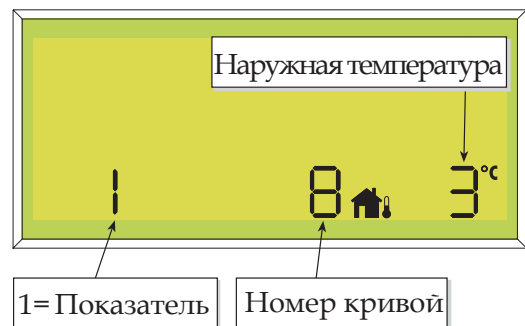 Наружная температура
1 8 3 °C
1= Показатель
Номер кривой